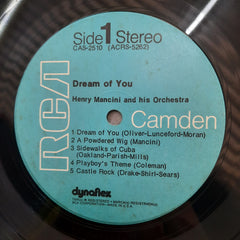 Side 1 Stereo
CAS-2510 (ACRS-5262)
Dream of You
Henry Mancini and his Orchestra
RCA
Camden
1 Dream of You (Oliver-Lunceford-Moran)
2 A Powdered Wig (Mancini)
3 Sidewalks of Cuba
(Oakland-Parish-Mills)
4 Playboy's Theme (Coleman)
5 Castle Rock (Drake-Shirl-Sears)
dynaflex